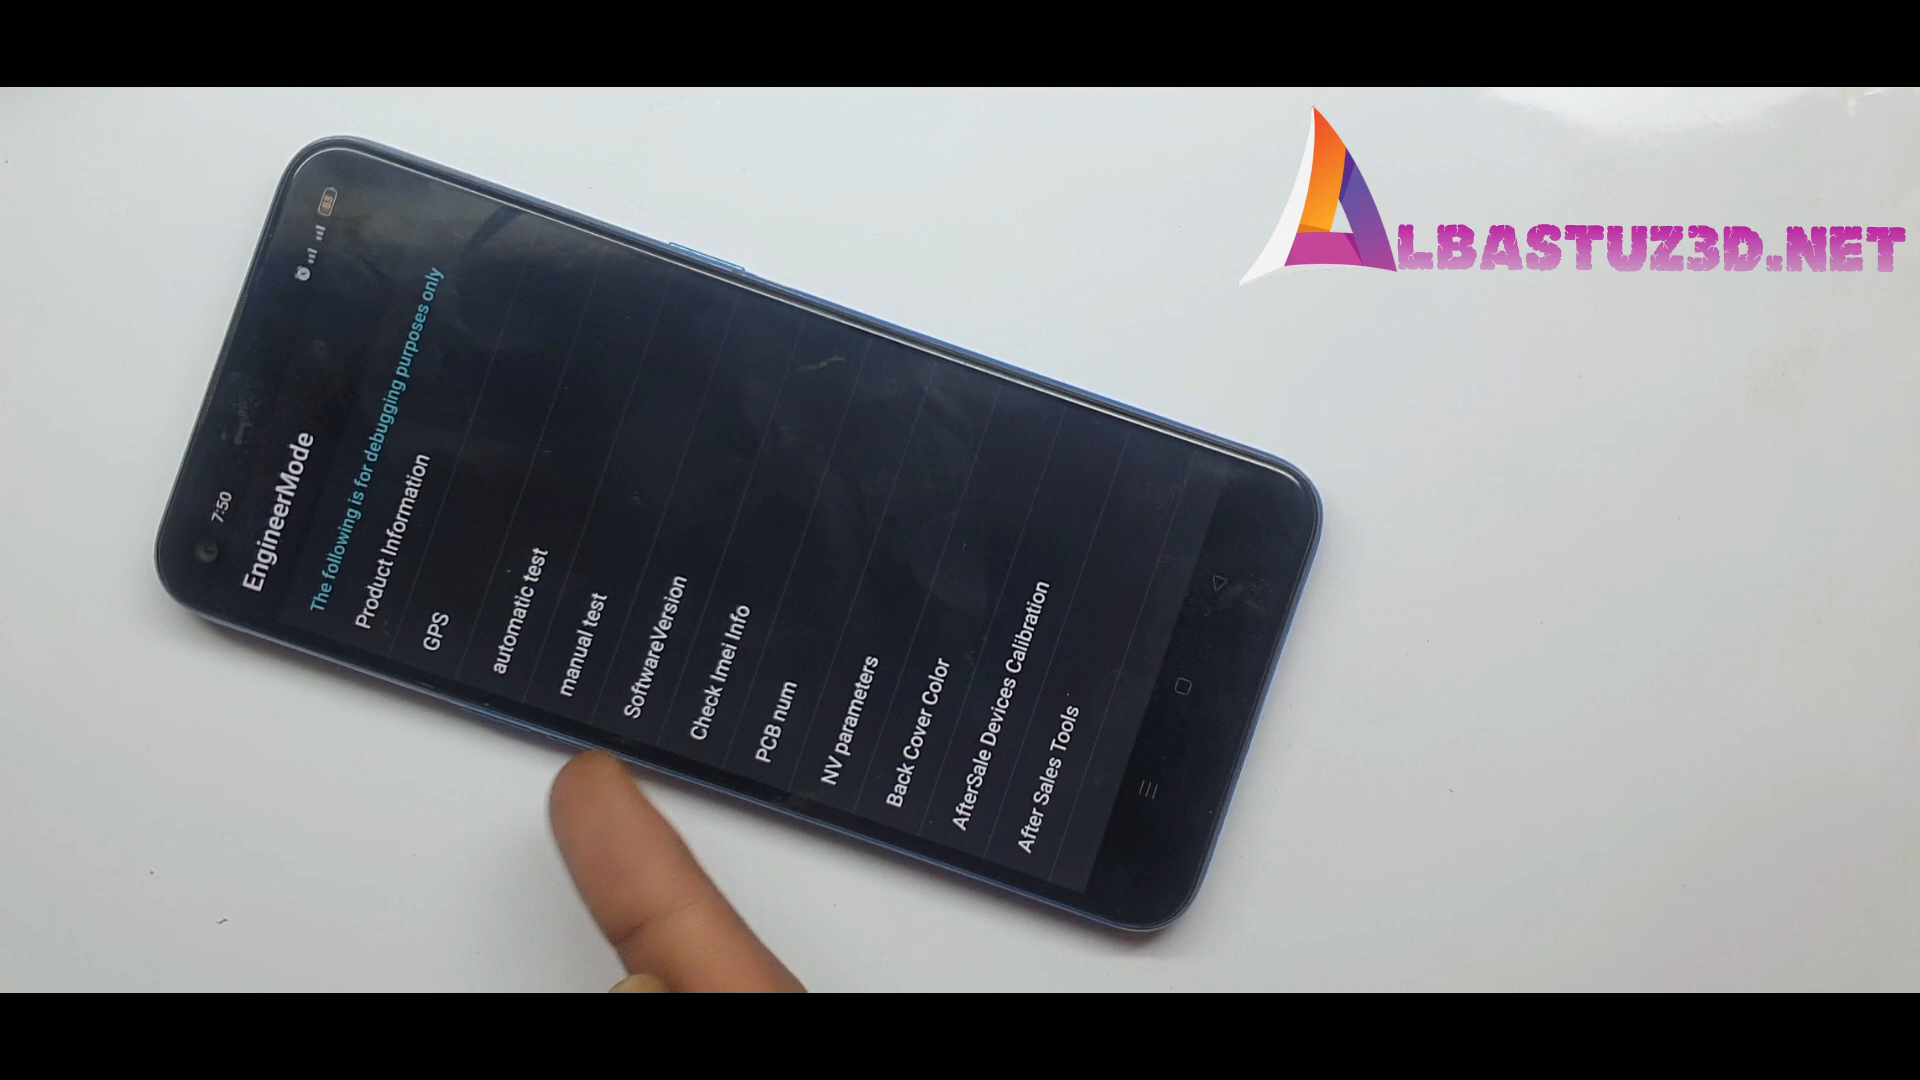 7:50
83
EngineerMode
The following is for debugging purposes only
Product Information
GPS
automatic test
manual test
SoftwareVersion
Check Imei Info
PCB num
NV parameters
Back Cover Color
AfterSale Devices Calibration
After Sales Tools
ALBASTUZ3D.NET